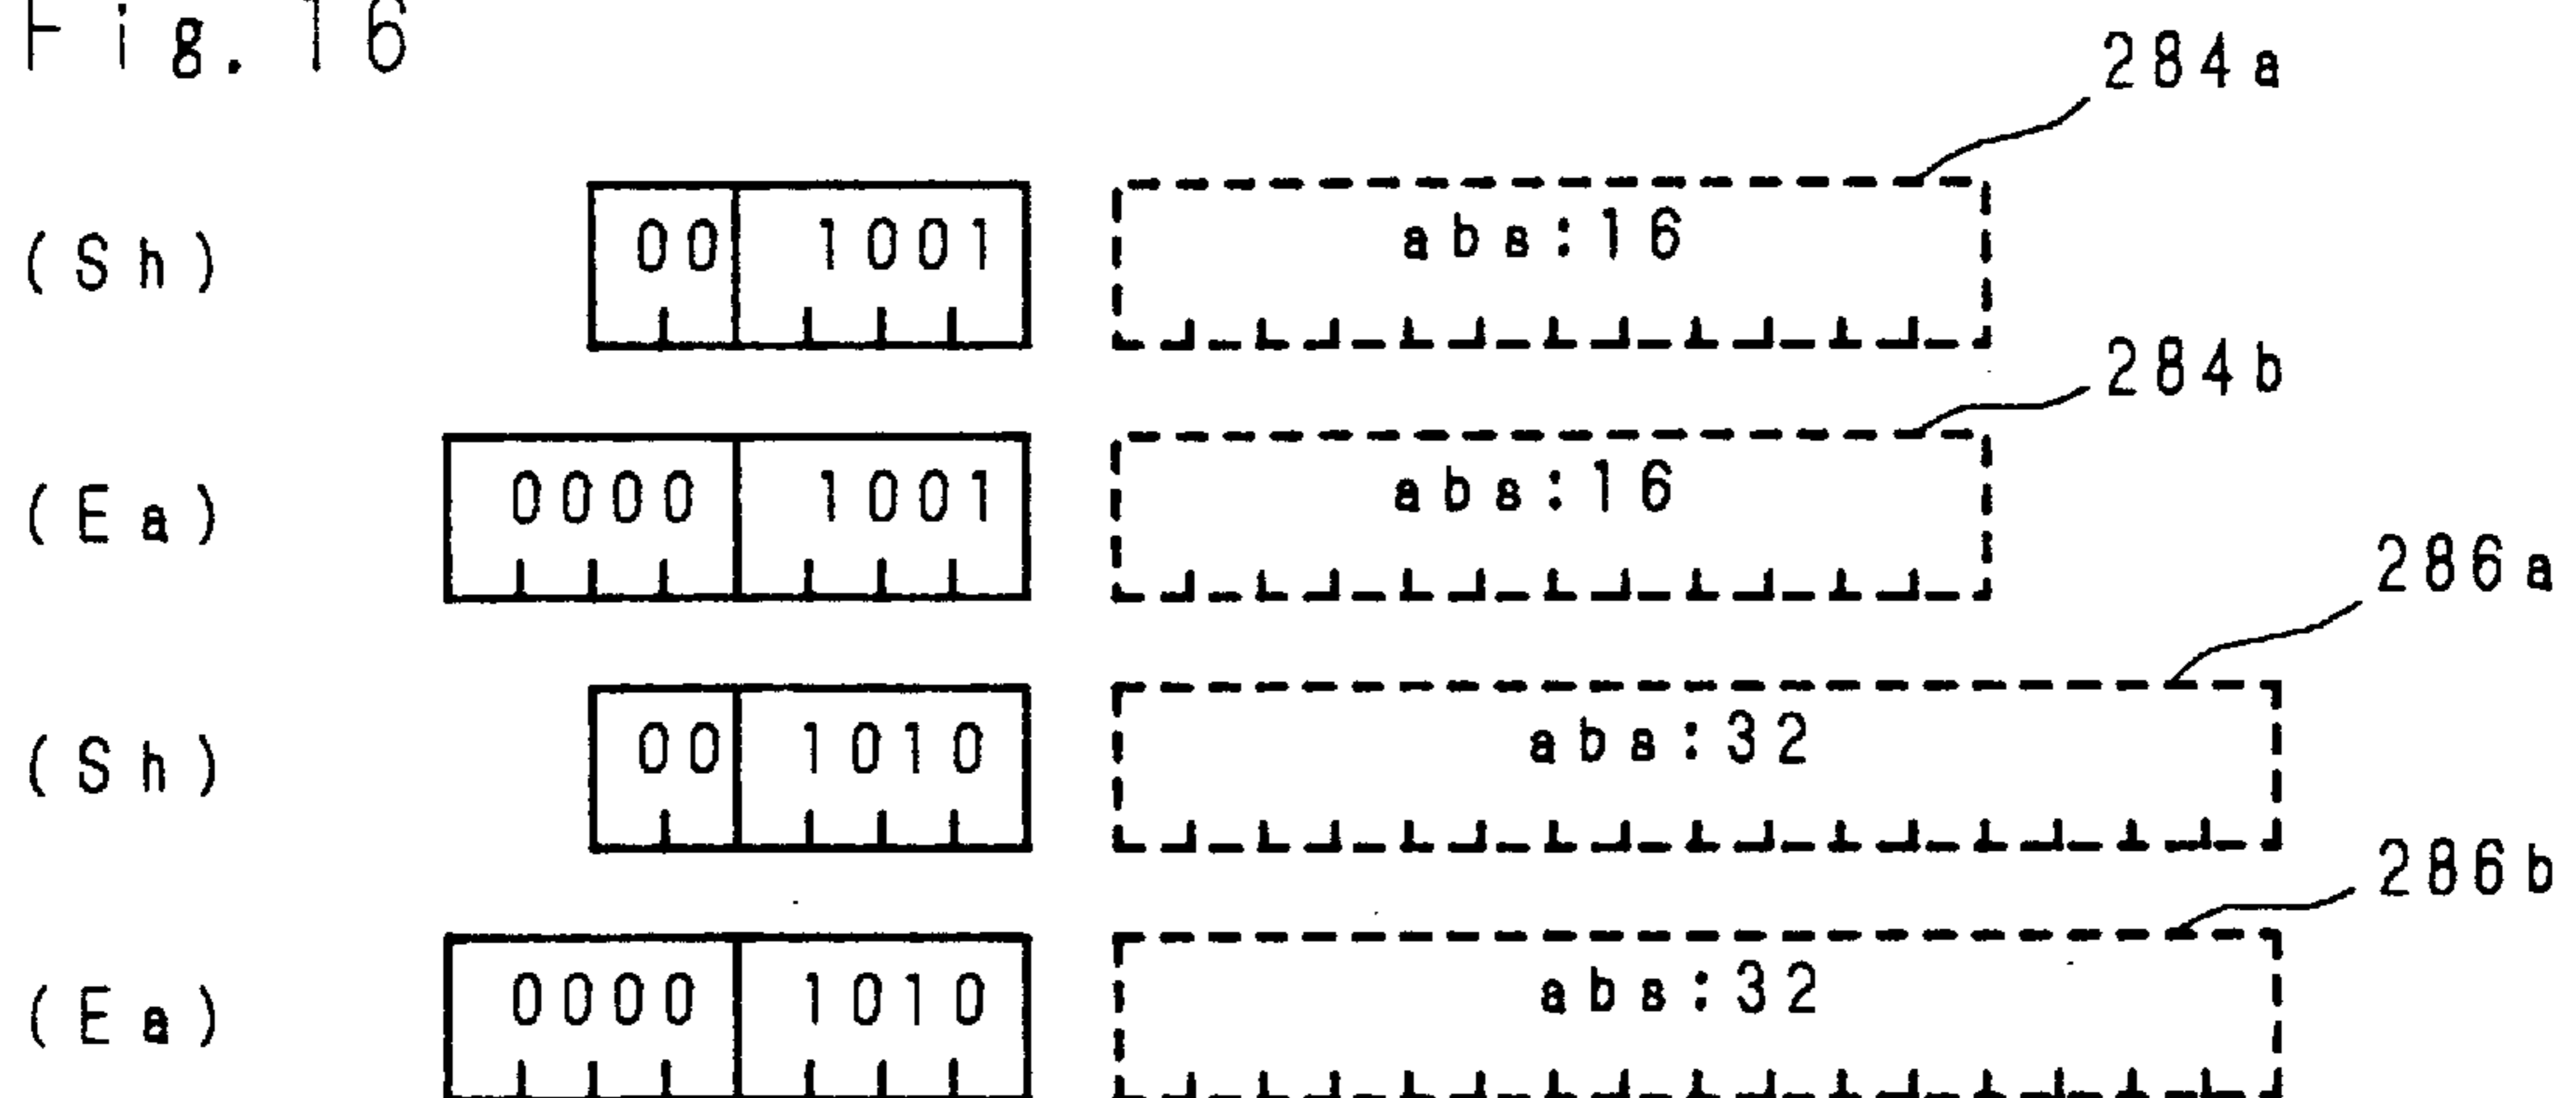 Fig. 16
284a
(Sh) 00 1001 abs:16
284b
(Ea) 0000 1001 abs:16
286a
(Sh) 00 1010 abs:32
286b
(Ea) 0000 1010 abs:32